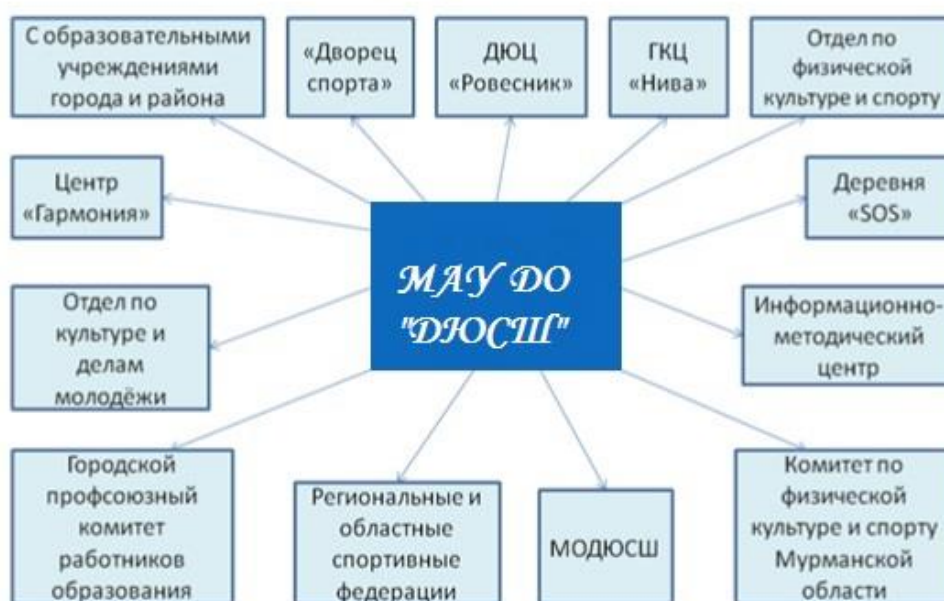 С образовательными
учреждениями
города и района
«Дворец
спорта»
ДЮЦ
«Ровесник»
ГКЦ
«Нива»
Отдел по
физической
культуре и спорту
Центр
«Гармония»
Деревня
«SOS»
МАУ ДО
"ДЮСШ"
Отдел по
культуре и
делам
молодёжи
Информационно-
методический
центр
Городской
профсоюзный
комитет
работников
образования
Региональные и
областные
спортивные
федерации
МОДЮСШ
Комитет по
физической
культуре и спорту
Мурманской
области